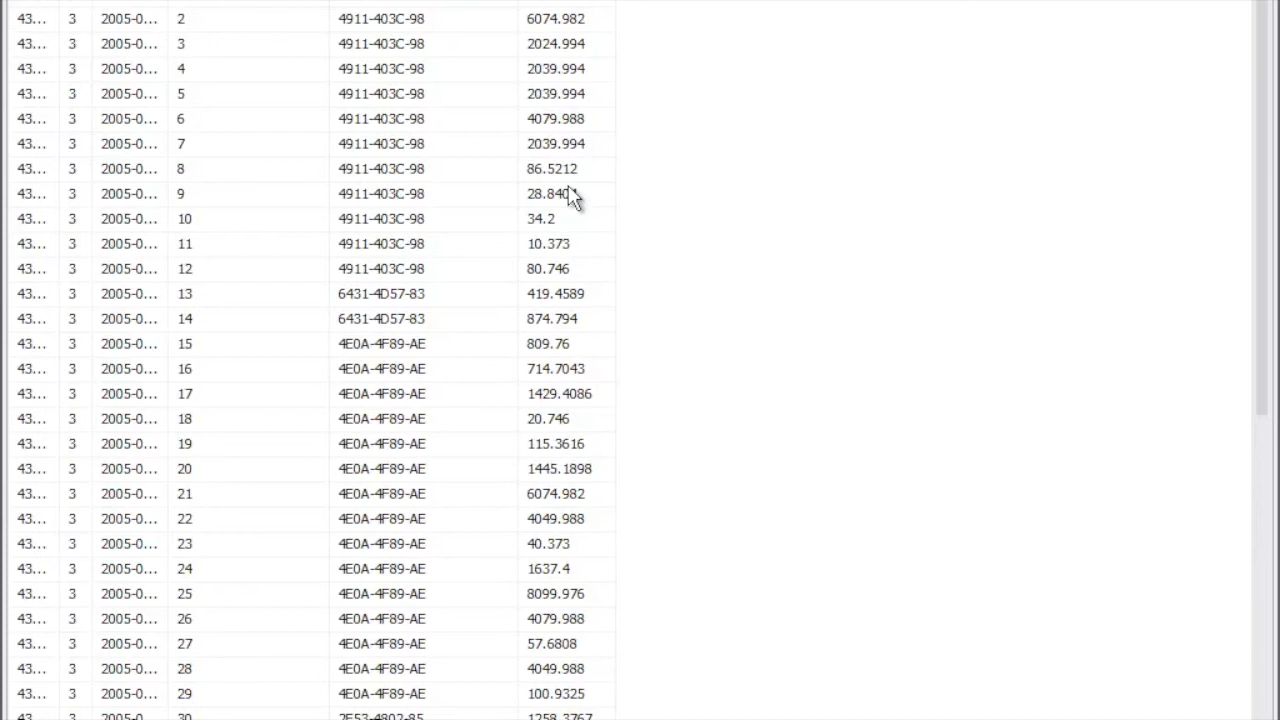 43... 3 2005-0... 2 4911-403C-98 6074.982
43... 3 2005-0... 3 4911-403C-98 2024.994
43... 3 2005-0... 4 4911-403C-98 2039.994
43... 3 2005-0... 5 4911-403C-98 2039.994
43... 3 2005-0... 6 4911-403C-98 4079.988
43... 3 2005-0... 7 4911-403C-98 2039.994
43... 3 2005-0... 8 4911-403C-98 86.5212
43... 3 2005-0... 9 4911-403C-98
43... 3 2005-0... 10 4911-403C-98 34.2
43... 3 2005-0... 11 4911-403C-98 10.373
43... 3 2005-0... 12 4911-403C-98 80.746
43... 3 2005-0... 13 6431-4D57-83 419.4589
43... 3 2005-0... 14 6431-4D57-83 874.794
43... 3 2005-0... 15 4E0A-4F89-AE 809.76
43... 3 2005-0... 16 4E0A-4F89-AE 714.7043
43... 3 2005-0... 17 4E0A-4F89-AE 1429.4086
43... 3 2005-0... 18 4E0A-4F89-AE 20.746
43... 3 2005-0... 19 4E0A-4F89-AE 115.3616
43... 3 2005-0... 20 4E0A-4F89-AE 1445.1898
43... 3 2005-0... 21 4E0A-4F89-AE 6074.982
43... 3 2005-0... 22 4E0A-4F89-AE 4049.988
43... 3 2005-0... 23 4E0A-4F89-AE 40.373
43... 3 2005-0... 24 4E0A-4F89-AE 1637.4
43... 3 2005-0... 25 4E0A-4F89-AE 8099.976
43... 3 2005-0... 26 4E0A-4F89-AE 4079.988
43... 3 2005-0... 27 4E0A-4F89-AE 57.6808
43... 3 2005-0... 28 4E0A-4F89-AE 4049.988
43... 3 2005-0... 29 4E0A-4F89-AE 100.9325
43... 3 2005-0... 30 2E53-4802-85 1258.3767